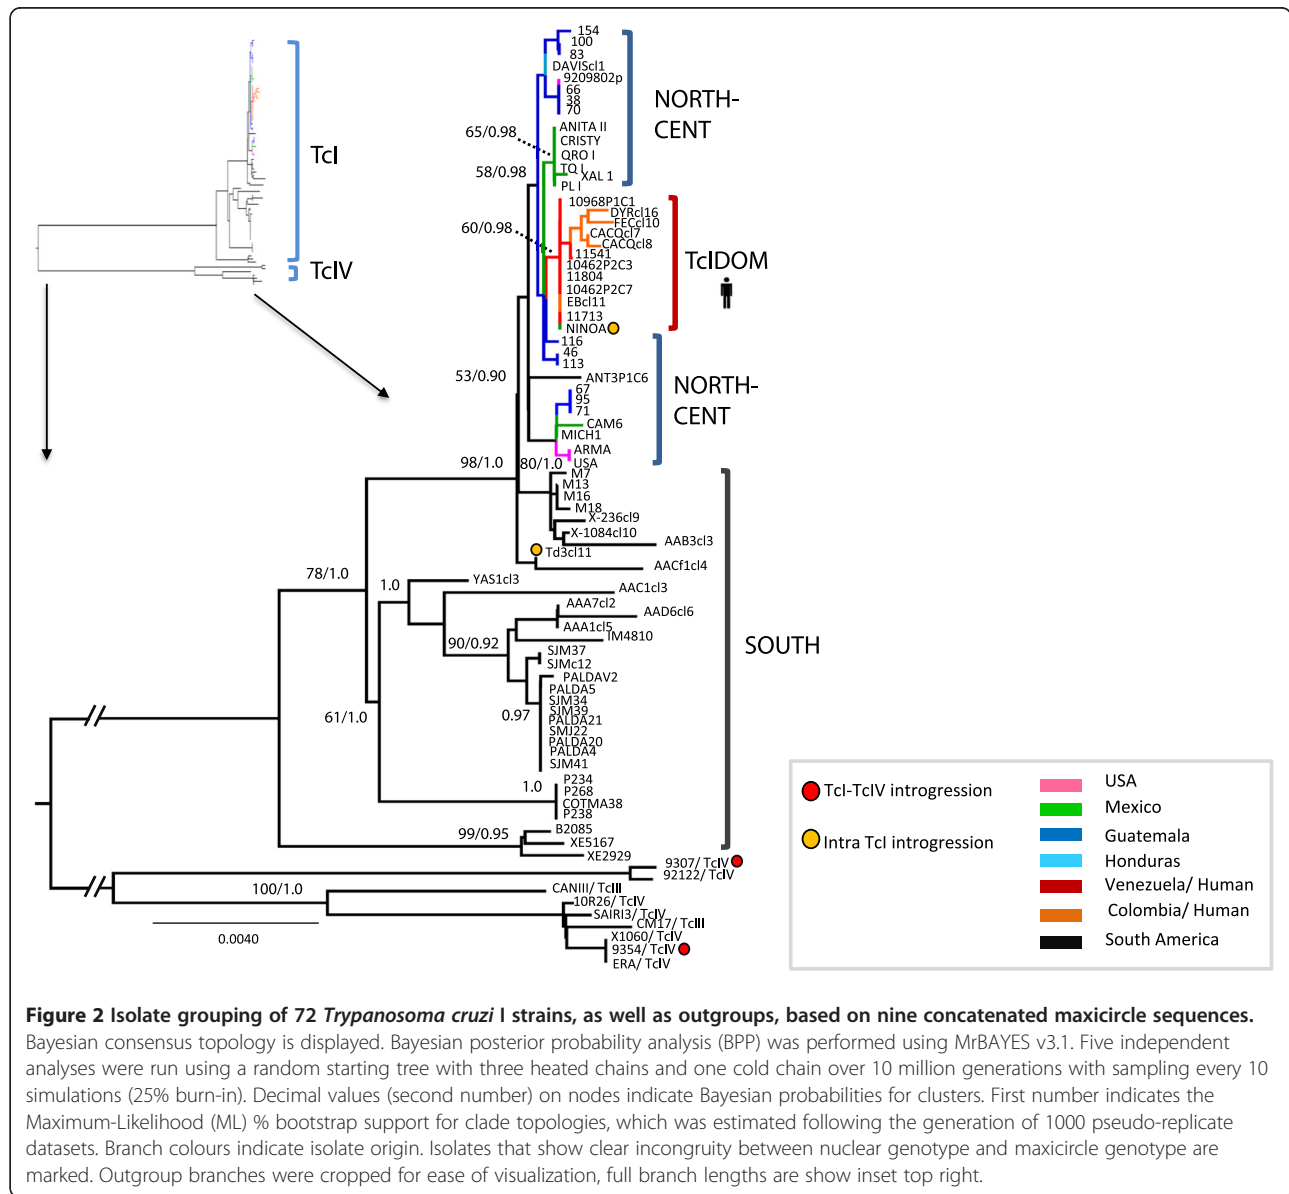 TcI
TcIV
154
100
83
DAVIScl1
9209802p
66
38
70
ANITA II
CRISTY
QRO I
TQ I
XAL 1
PL I
65/0.98
58/0.98
NORTH-
CENT
10968P1C1
DYRcl16
FECcl10
CACQcl7
CACQcl8
11541
10462P2C3
11804
10462P2C7
EBcl11
11713
NINOA
60/0.98
TcIDOM
116
46
113
ANT3P1C6
67
95
71
CAM6
MICH1
ARMA
USA
53/0.90
NORTH-
CENT
98/1.0
80/1.0
M7
M13
M16
M18
X-236cl9
X-1084cl10
AAB3cl3
Td3cl11
AACf1cl4
78/1.0
1.0
YAS1cl3
AAC1cl3
AAA7cl2
AAD6cl6
AAA1cl5
IM4810
90/0.92
SJM37
SJMc12
PALDAV2
PALDA5
SJM34
SJM39
PALDA21
SMJ22
PALDA20
PALDA4
SJM41
0.97
61/1.0
SOUTH
1.0
P234
P268
COTMA38
P238
99/0.95
B2085
XE5167
XE2929
9307/ TcIV
92122/ TcIV
100/1.0
CANIII/ TcIII
10R26/ TcIV
SAIRI3/ TcIV
CM17/ TcIII
X1060/ TcIV
9354/ TcIV
ERA/ TcIV
0.0040
TcI-TcIV introgression
Intra TcI introgression
USA
Mexico
Guatemala
Honduras
Venezuela/ Human
Colombia/ Human
South America
Figure 2 Isolate grouping of 72 Trypanosoma cruzi I strains, as well as outgroups, based on nine concatenated maxicircle sequences.
Bayesian consensus topology is displayed. Bayesian posterior probability analysis (BPP) was performed using MrBAYES v3.1. Five independent
analyses were run using a random starting tree with three heated chains and one cold chain over 10 million generations with sampling every 10
simulations (25% burn-in). Decimal values (second number) on nodes indicate Bayesian probabilities for clusters. First number indicates the
Maximum-Likelihood (ML) % bootstrap support for clade topologies, which was estimated following the generation of 1000 pseudo-replicate
datasets. Branch colours indicate isolate origin. Isolates that show clear incongruity between nuclear genotype and maxicircle genotype are
marked. Outgroup branches were cropped for ease of visualization, full branch lengths are show inset top right.